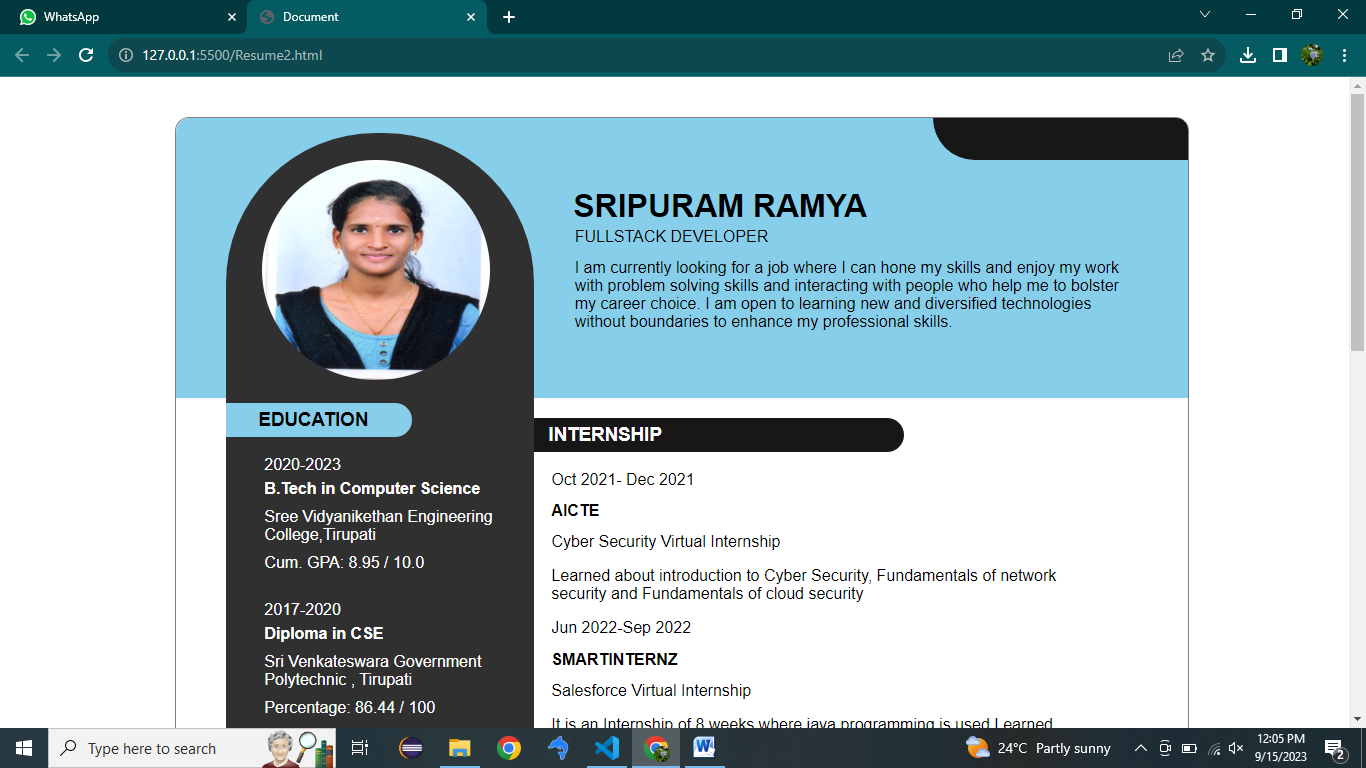 WhatsApp
Document
127.0.0.1:5500/Resume2.html
SRIPURAM RAMYA
FULLSTACK DEVELOPER
I am currently looking for a job where I can hone my skills and enjoy my work
with problem solving skills and interacting with people who help me to bolster
my career choice. I am open to learning new and diversified technologies
without boundaries to enhance my professional skills.
EDUCATION
2020-2023
B.Tech in Computer Science
Sree Vidyanikethan Engineering
College,Tirupati
Cum. GPA: 8.95 / 10.0
2017-2020
Diploma in CSE
Sri Venkateswara Government
Polytechnic , Tirupati
Percentage: 86.44 / 100
INTERNSHIP
Oct 2021- Dec 2021
AICTE
Cyber Security Virtual Internship
Learned about introduction to Cyber Security, Fundamentals of network
security and Fundamentals of cloud security
Jun 2022-Sep 2022
SMARTINTERNZ
Salesforce Virtual Internship
It is an Internship of 8 weeks where java programming is used Learned
Type here to search
24°C Partly sunny
12:05 PM
9/15/2023
2